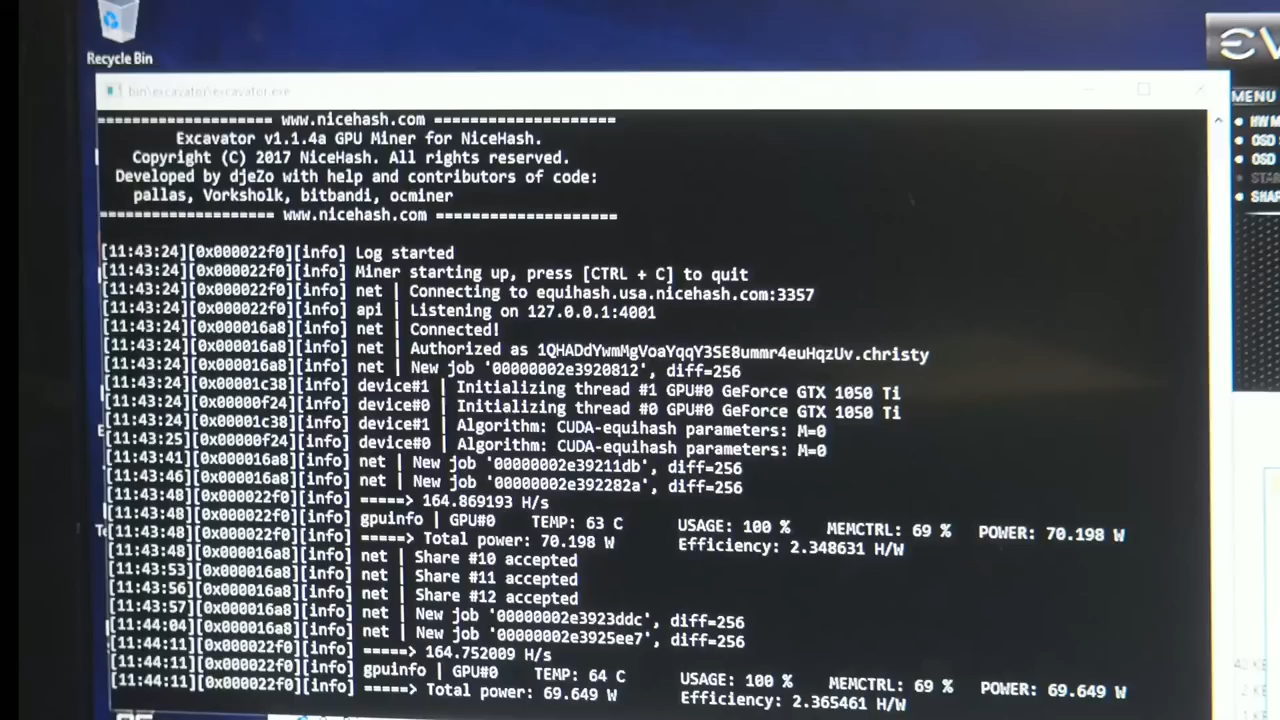 Recycle Bin
bin\excavator\excavator.exe
=================== www.nicehash.com ===================
Excavator v1.1.4a GPU Miner for NiceHash.
Copyright (C) 2017 NiceHash. All rights reserved.
Developed by djeZo with help and contributors of code:
pallas, Vorksholk, bitbandi, ocminer
=================== www.nicehash.com ===================
[11:43:24][0x000022f0][info] Log started
[11:43:24][0x000022f0][info] Miner starting up, press [CTRL + C] to quit
[11:43:24][0x000022f0][info] net | Connecting to equihash.usa.nicehash.com:3357
[11:43:24][0x000022f0][info] api | Listening on 127.0.0.1:4001
[11:43:24][0x000016a8][info] net | Connected!
[11:43:24][0x000016a8][info] net | Authorized as 1QHADdYwmMgVoaYqqY3SE8ummr4euHqzUv.christy
[11:43:24][0x000016a8][info] net | New job '00000002e3920812', diff=256
[11:43:24][0x00001c38][info] device#1 | Initializing thread #1 GPU#0 GeForce GTX 1050 Ti
[11:43:24][0x00000f24][info] device#0 | Initializing thread #0 GPU#0 GeForce GTX 1050 Ti
[11:43:24][0x00001c38][info] device#1 | Algorithm: CUDA-equihash parameters: M=0
[11:43:25][0x00000f24][info] device#0 | Algorithm: CUDA-equihash parameters: M=0
[11:43:41][0x000016a8][info] net | New job '00000002e39211db', diff=256
[11:43:46][0x000016a8][info] net | New job '00000002e392282a', diff=256
[11:43:48][0x000022f0][info] =====> 164.869193 H/s
[11:43:48][0x000022f0][info] gpuinfo | GPU#0 TEMP: 63 C USAGE: 100 % MEMCTRL: 69 % POWER: 70.198 W
[11:43:48][0x000022f0][info] =====> Total power: 70.198 W Efficiency: 2.348631 H/W
[11:43:48][0x000016a8][info] net | Share #10 accepted
[11:43:53][0x000016a8][info] net | Share #11 accepted
[11:43:56][0x000016a8][info] net | Share #12 accepted
[11:43:57][0x000016a8][info] net | New job '00000002e3923ddc', diff=256
[11:44:04][0x000016a8][info] net | New job '00000002e3925ee7', diff=256
[11:44:11][0x000022f0][info] =====> 164.752009 H/s
[11:44:11][0x000022f0][info] gpuinfo | GPU#0 TEMP: 64 C USAGE: 100 % MEMCTRL: 69 % POWER: 69.649 W
[11:44:11][0x000022f0][info] =====> Total power: 69.649 W Efficiency: 2.365461 H/W
MENU
HW M
OSD
OSD
STAR
SHAR